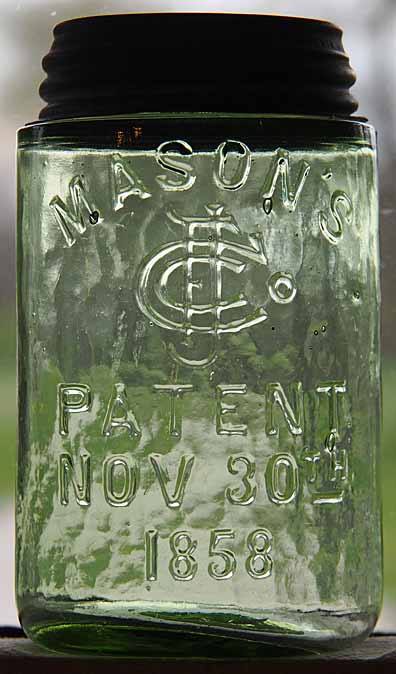 MASON'S
CFJ Co
PATENT
NOV 30TH
1858